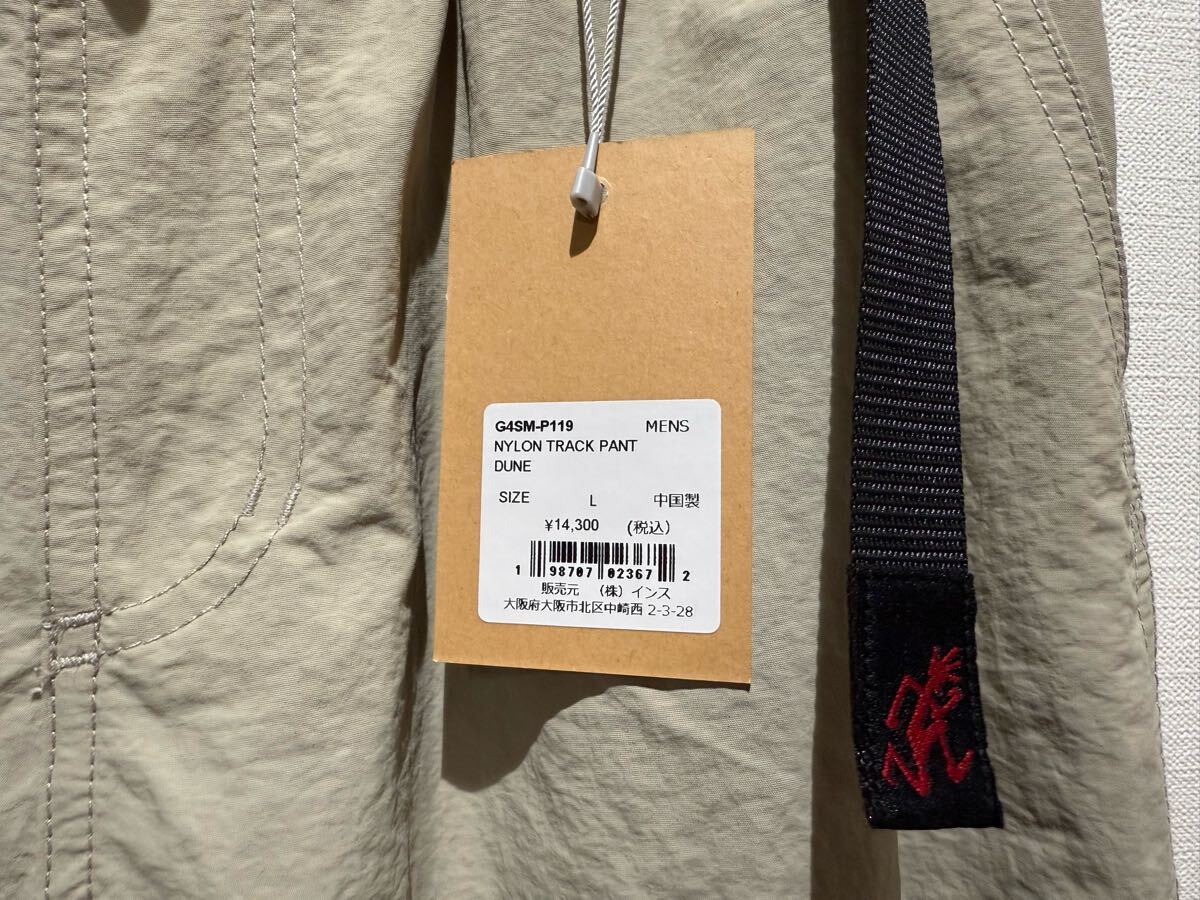 G4SM-P119 MENS
NYLON TRACK PANT
DUNE
SIZE L 中国製
¥14,300 (税込)
1 98707 02367 2
販売元 (株) インス
大阪府大阪市北区中崎西 2-3-28